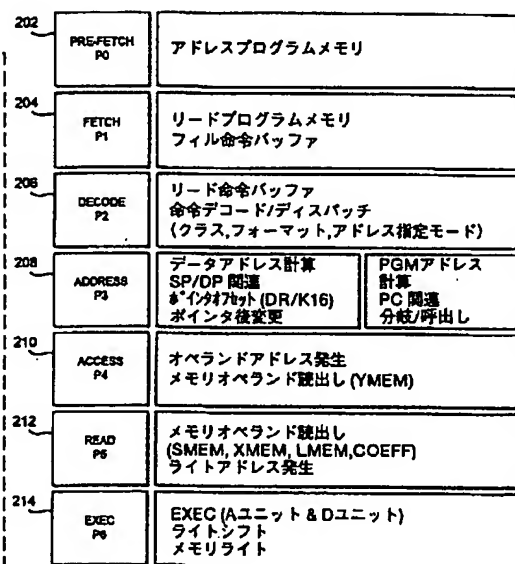 202
PRE-FETCH
P0
アドレスプログラムメモリ
204
FETCH
P1
リードプログラムメモリ
フィル命令バッファ
206
DECODE
P2
リード命令バッファ
命令デコード/ディスパッチ
(クラス,フォーマット,アドレス指定モード)
208
ADDRESS
P3
データアドレス計算
SP/DP 関連
ポインタオフセット (DR/K16)
ポインタ後変更
PGMアドレス
計算
PC 関連
分岐/呼出し
210
ACCESS
P4
オペランドアドレス発生
メモリオペランド読出し (YMEM)
212
READ
P5
メモリオペランド読出し
(SMEM, XMEM, LMEM,COEFF)
ライトアドレス発生
214
EXEC
P6
EXEC (Aユニット & Dユニット)
ライトシフト
メモリライト